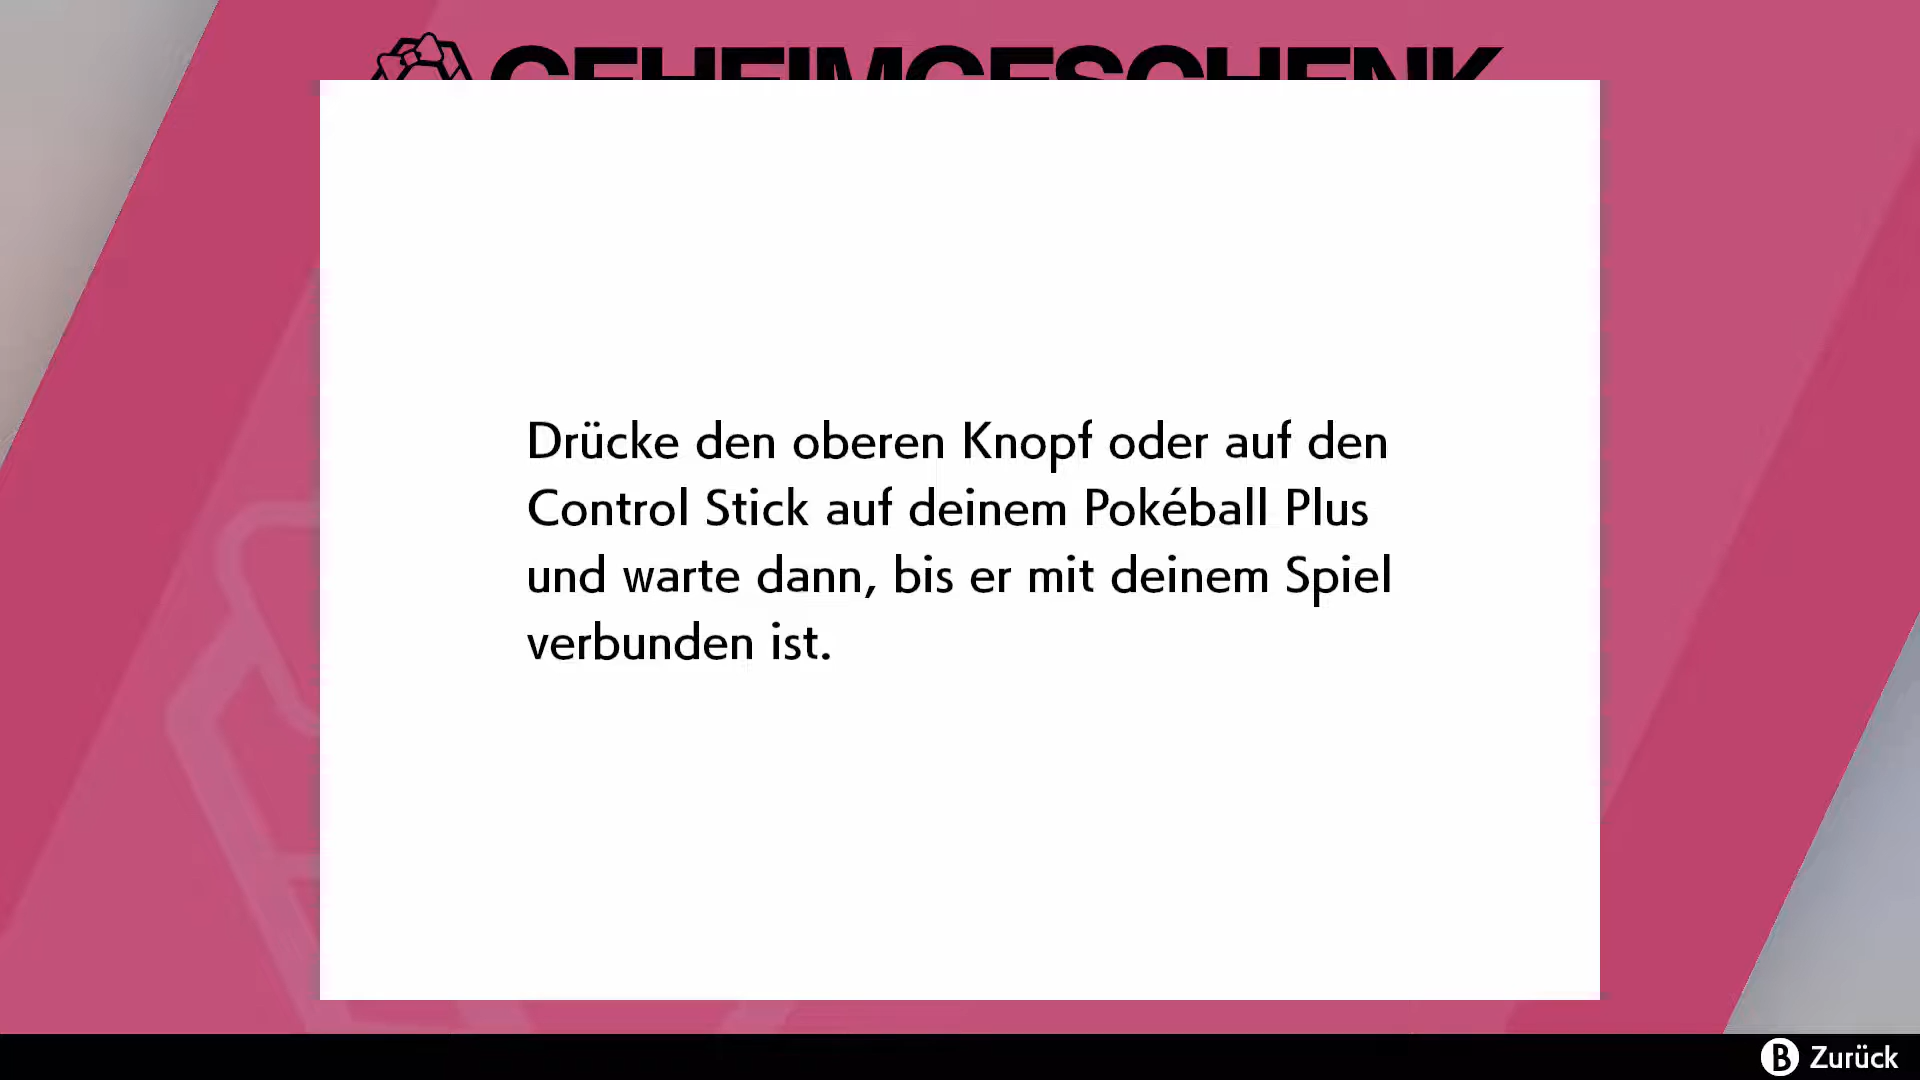 GEHEIMGESCHENK
Drücke den oberen Knopf oder auf den
Control Stick auf deinem Pokéball Plus
und warte dann, bis er mit deinem Spiel
verbunden ist.
B Zurück